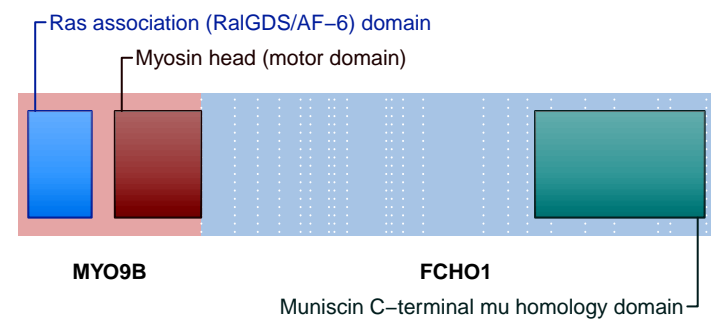 Ras association (RalGDS/AF−6) domain
Myosin head (motor domain)
MYO9B
FCHO1
Muniscin C−terminal mu homology domain